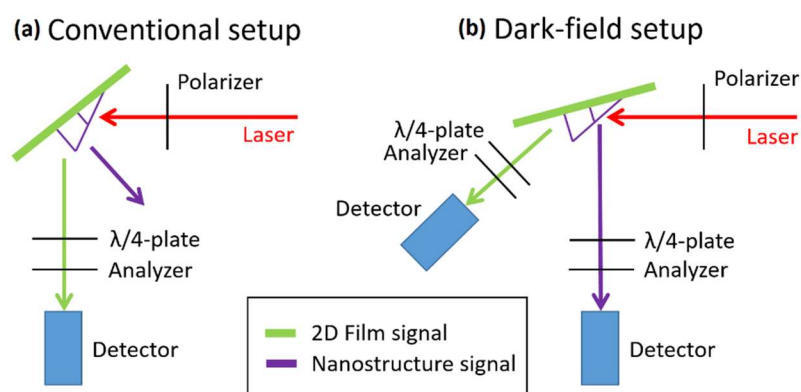 (a) Conventional setup
Polarizer
Laser
λ/4-plate
Analyzer
Detector
(b) Dark-field setup
Polarizer
Laser
λ/4-plate
Analyzer
Detector
λ/4-plate
Analyzer
Detector
2D Film signal
Nanostructure signal